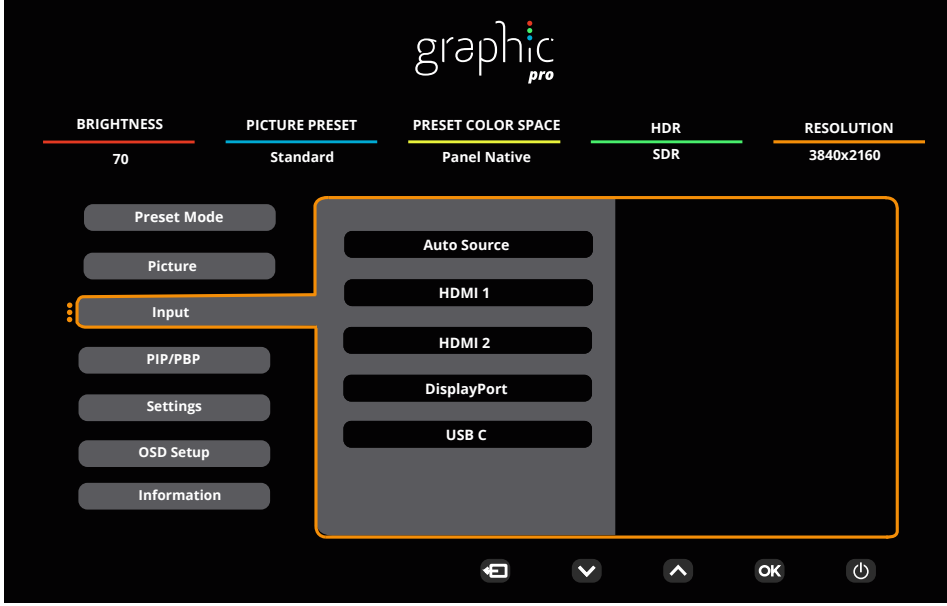 graphic
pro
BRIGHTNESS
PICTURE PRESET
PRESET COLOR SPACE
HDR
RESOLUTION
70
Standard
Panel Native
SDR
3840x2160
Preset Mode
Picture
Input
PIP/PBP
Settings
OSD Setup
Information
Auto Source
HDMI 1
HDMI 2
DisplayPort
USB C
OK